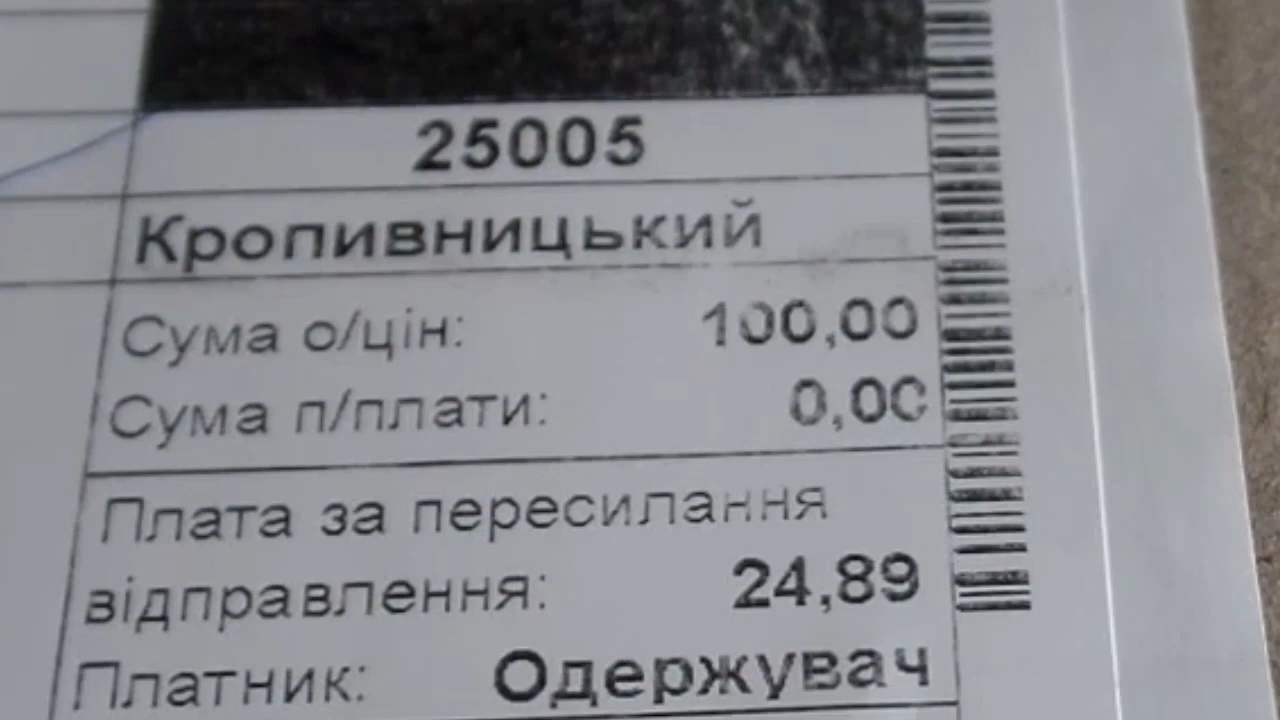 25005
Кропивницький
Сума о/цін: 100,00
Сума п/плати: 0,00
Плата за пересилання
відправлення: 24,89
Платник: Одержувач